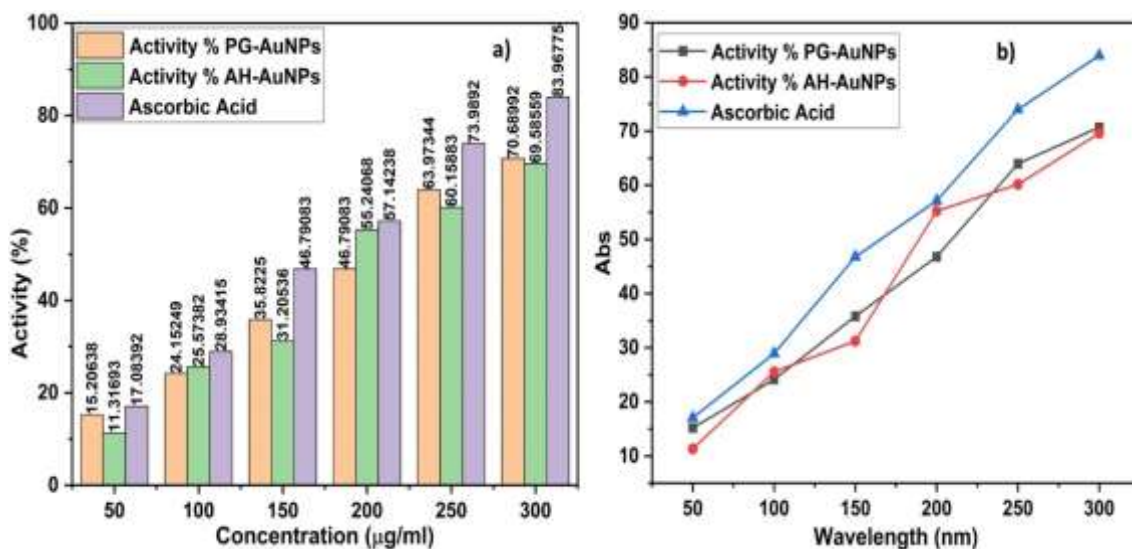 a)
Activity % PG-AuNPs
Activity % AH-AuNPs
Ascorbic Acid
100
80
60
40
20
0
Activity (%)
15.20638
11.31693
17.08392
24.15249
25.57382
28.93415
35.8225
31.20536
46.79083
46.79083
55.24068
57.14238
63.97344
60.15883
73.9892
70.68992
69.58559
83.96775
50 100 150 200 250 300
Concentration (μg/ml)
b)
Activity % PG-AuNPs
Activity % AH-AuNPs
Ascorbic Acid
90
80
70
60
50
40
30
20
10
Abs
50 100 150 200 250 300
Wavelength (nm)